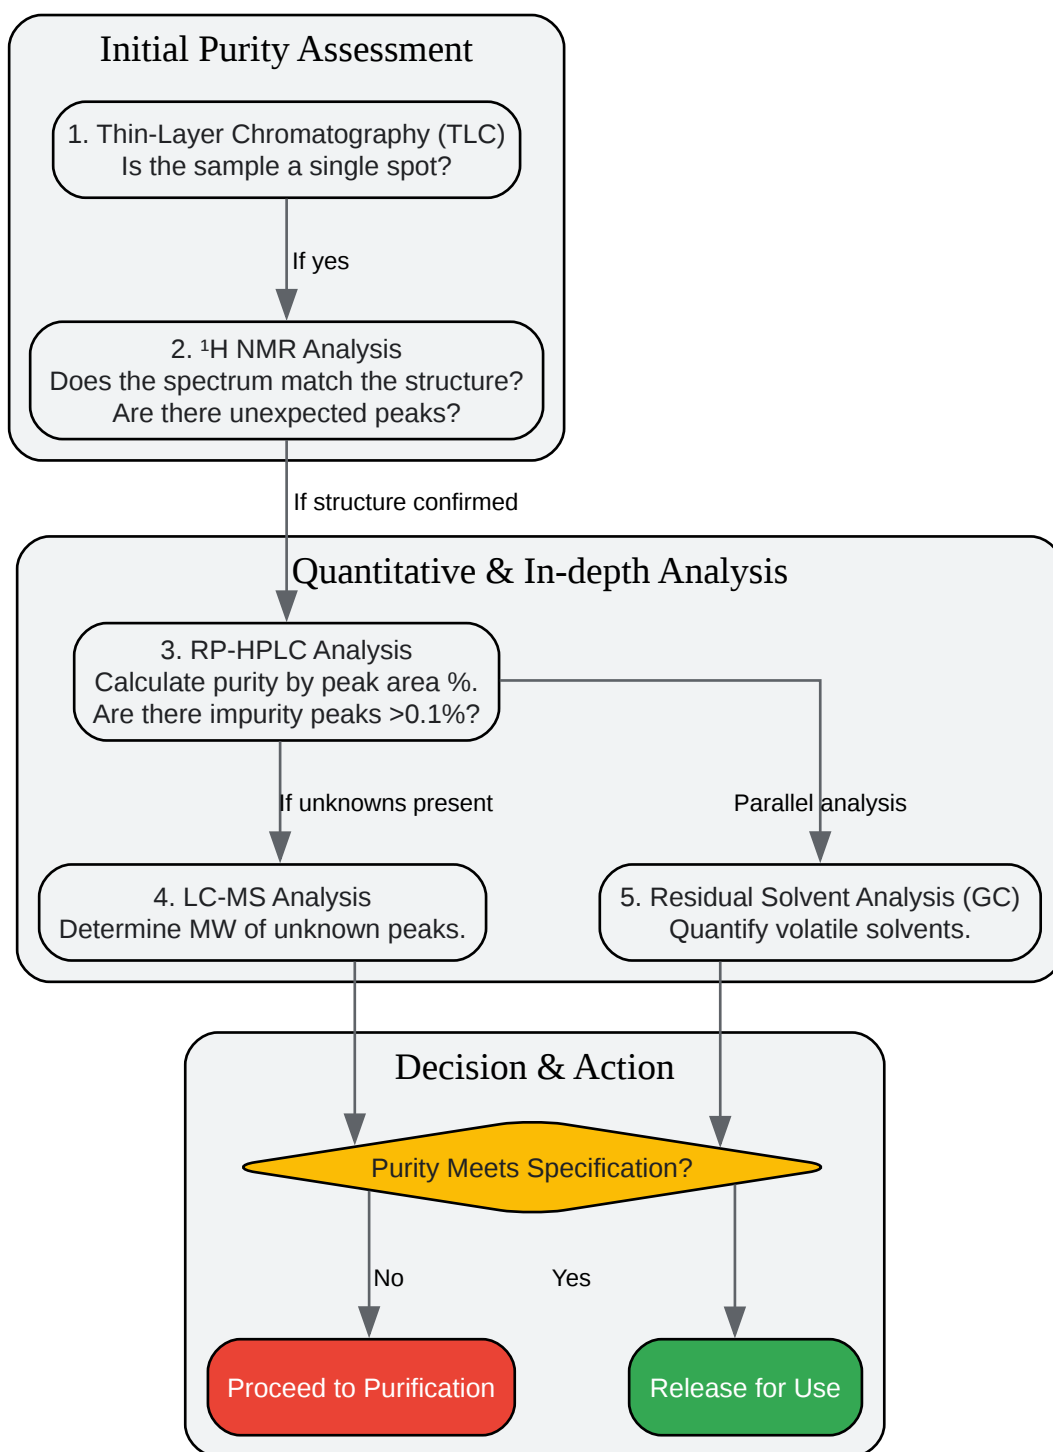 Initial Purity Assessment
1. Thin-Layer Chromatography (TLC)
Is the sample a single spot?
If yes
2. ¹H NMR Analysis
Does the spectrum match the structure?
Are there unexpected peaks?
If structure confirmed
Quantitative & In-depth Analysis
3. RP-HPLC Analysis
Calculate purity by peak area %.
Are there impurity peaks >0.1%?
If unknowns present
Parallel analysis
4. LC-MS Analysis
Determine MW of unknown peaks.
5. Residual Solvent Analysis (GC)
Quantify volatile solvents.
Decision & Action
Purity Meets Specification?
No
Yes
Proceed to Purification
Release for Use